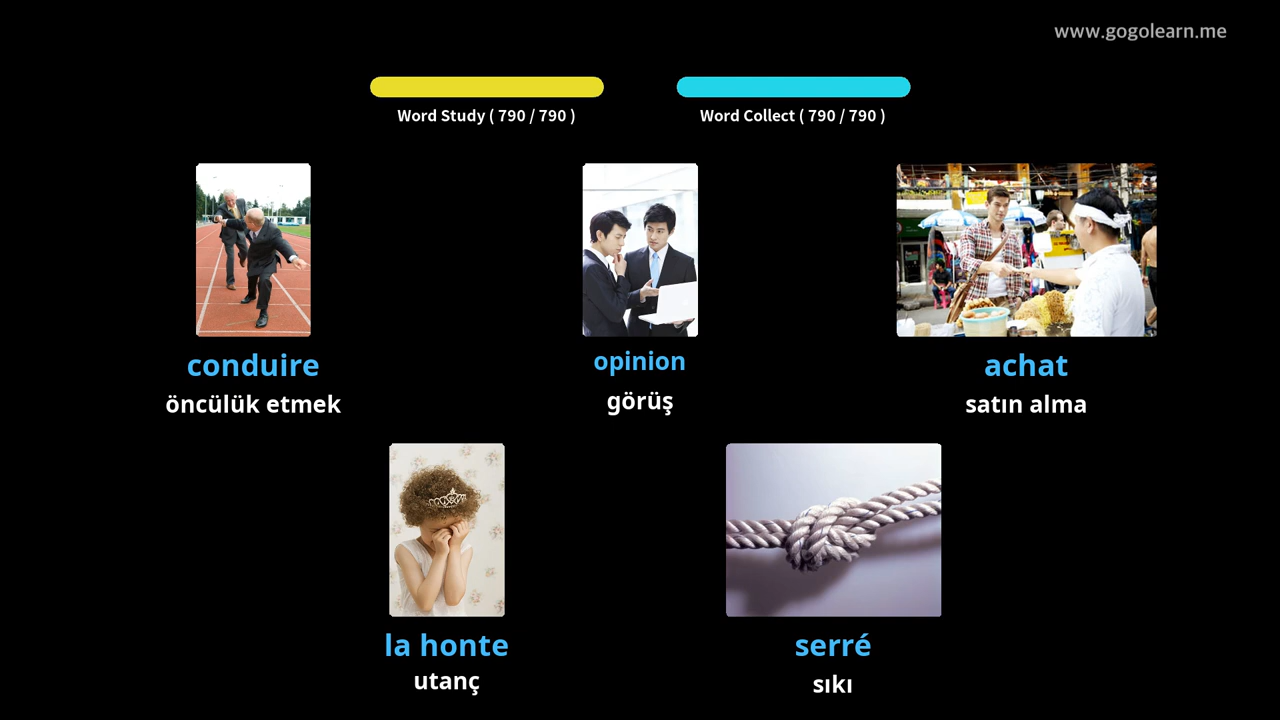 www.gogolearn.me
Word Study ( 790 / 790 )
Word Collect ( 790 / 790 )
conduire
öncülük etmek
opinion
görüş
achat
satın alma
la honte
utanç
serré
sıkı